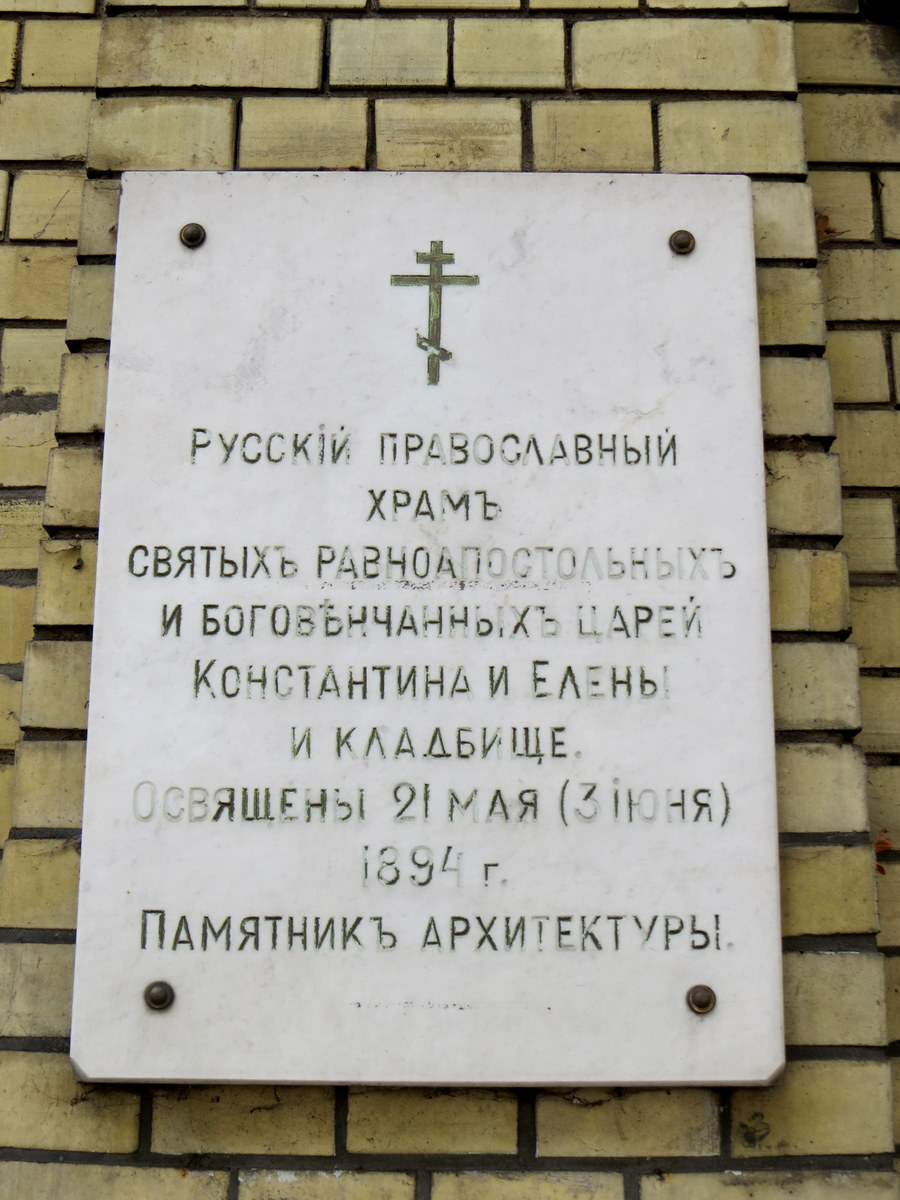 Русскiй православный
храмъ
святыхъ равноапостольныхъ
и боговѣнчанныхъ царей
Константина и Елены
и кладбище.
Освящены 21 мая (3 iюня)
1894 г.
Памятникъ архитектуры.